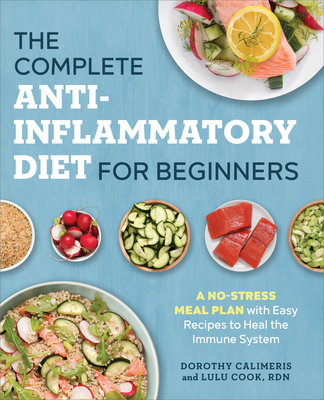 THE
COMPLETE
ANTI-
INFLAMMATORY
DIET FOR BEGINNERS
A NO-STRESS
MEAL PLAN with Easy
Recipes to Heal the
Immune System
DOROTHY CALIMERIS
and LULU COOK, RDN